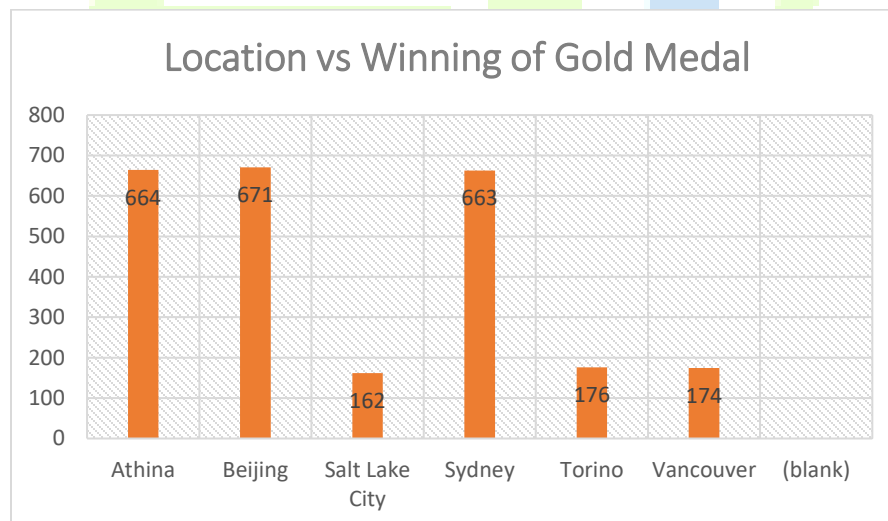 Location vs Winning of Gold Medal
800
700
600
500
400
300
200
100
0
664
671
162
663
176
174
Athina
Beijing
Salt Lake
City
Sydney
Torino
Vancouver
(blank)